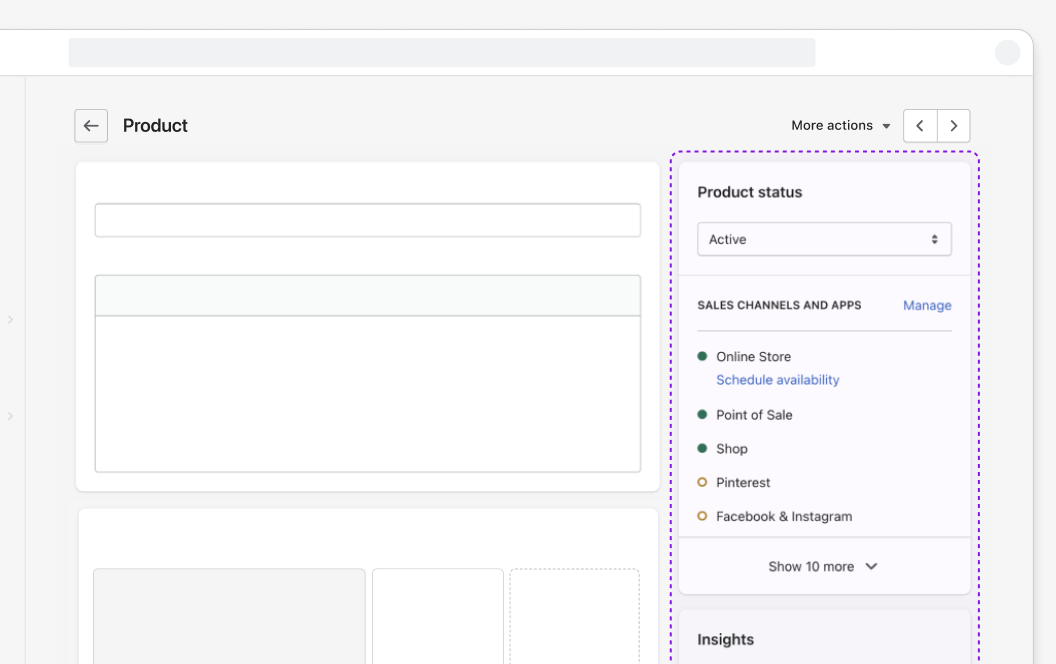 Product
More actions
Product status
Active
SALES CHANNELS AND APPS Manage
Online Store
Schedule availability
Point of Sale
Shop
Pinterest
Facebook & Instagram
Show 10 more
Insights